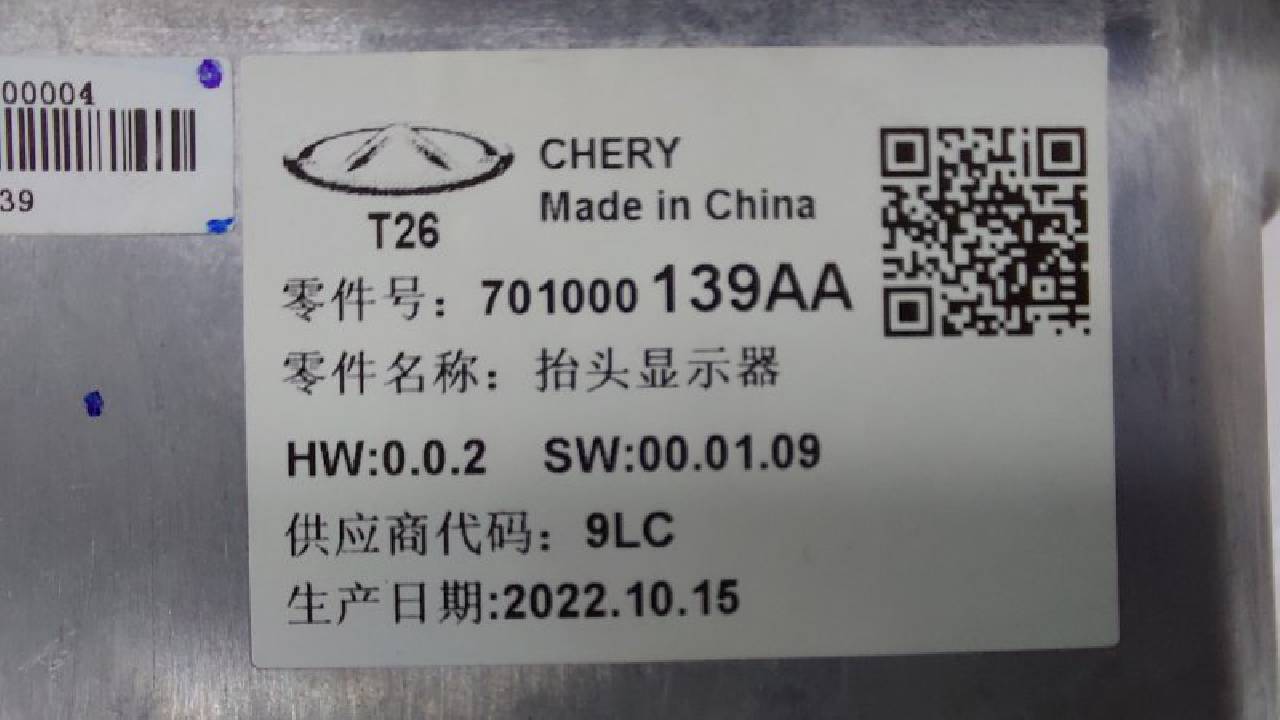 00004
39
CHERY
Made in China
T26
零件号：701000139AA
零件名称：抬头显示器
HW:0.0.2 SW:00.01.09
供应商代码：9LC
生产日期:2022.10.15